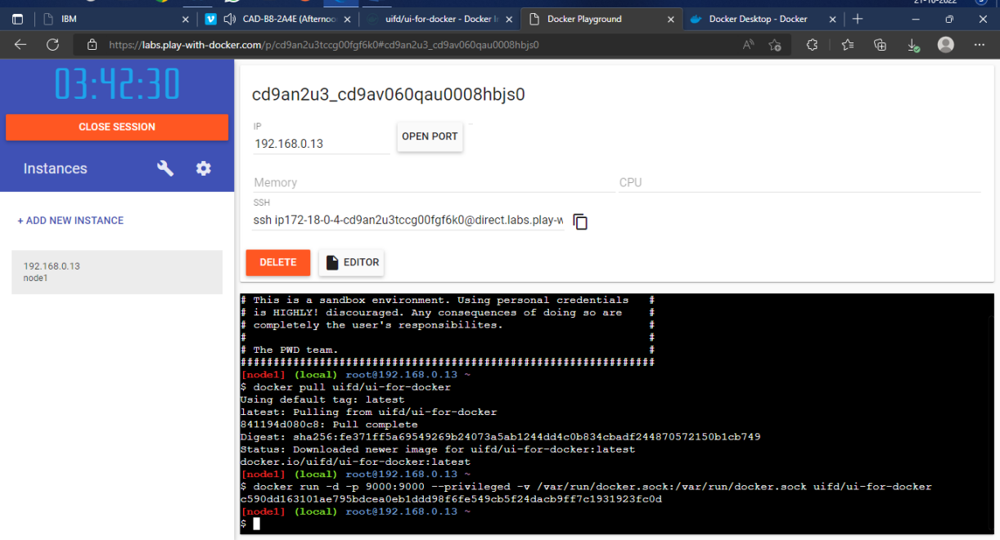 21-10-2022
IBM
CAD-B8-2A4E (Afternoo
uifd/ui-for-docker - Docker I
Docker Playground
Docker Desktop - Docker
https://labs.play-with-docker.com/p/cd9an2u3tccg00fgf6k0#cd9an2u3_cd9av060qau0008hbjs0
03:42:30
CLOSE SESSION
Instances
+ ADD NEW INSTANCE
192.168.0.13
node1
cd9an2u3_cd9av060qau0008hbjs0
IP
192.168.0.13
OPEN PORT
Memory
CPU
SSH
ssh ip172-18-0-4-cd9an2u3tccg00fgf6k0@direct.labs.play-w
DELETE
EDITOR
# This is a sandbox environment. Using personal credentials #
# is HIGHLY! discouraged. Any consequences of doing so are #
# completely the user's responsibilites. #
# #
# The PWD team. #
###############################################################
[node1] (local) root@192.168.0.13 ~
$ docker pull uifd/ui-for-docker
Using default tag: latest
latest: Pulling from uifd/ui-for-docker
841194d080c8: Pull complete
Digest: sha256:fe371ff5a69549269b24073a5ab1244dd4c0b834cbadf244870572150b1cb749
Status: Downloaded newer image for uifd/ui-for-docker:latest
docker.io/uifd/ui-for-docker:latest
[node1] (local) root@192.168.0.13 ~
$ docker run -d -p 9000:9000 --privileged -v /var/run/docker.sock:/var/run/docker.sock uifd/ui-for-docker
c590dd163101ae795bdcea0eb1ddd98f6fe549cb5f24dacb9ff7c1931923fc0d
[node1] (local) root@192.168.0.13 ~
$